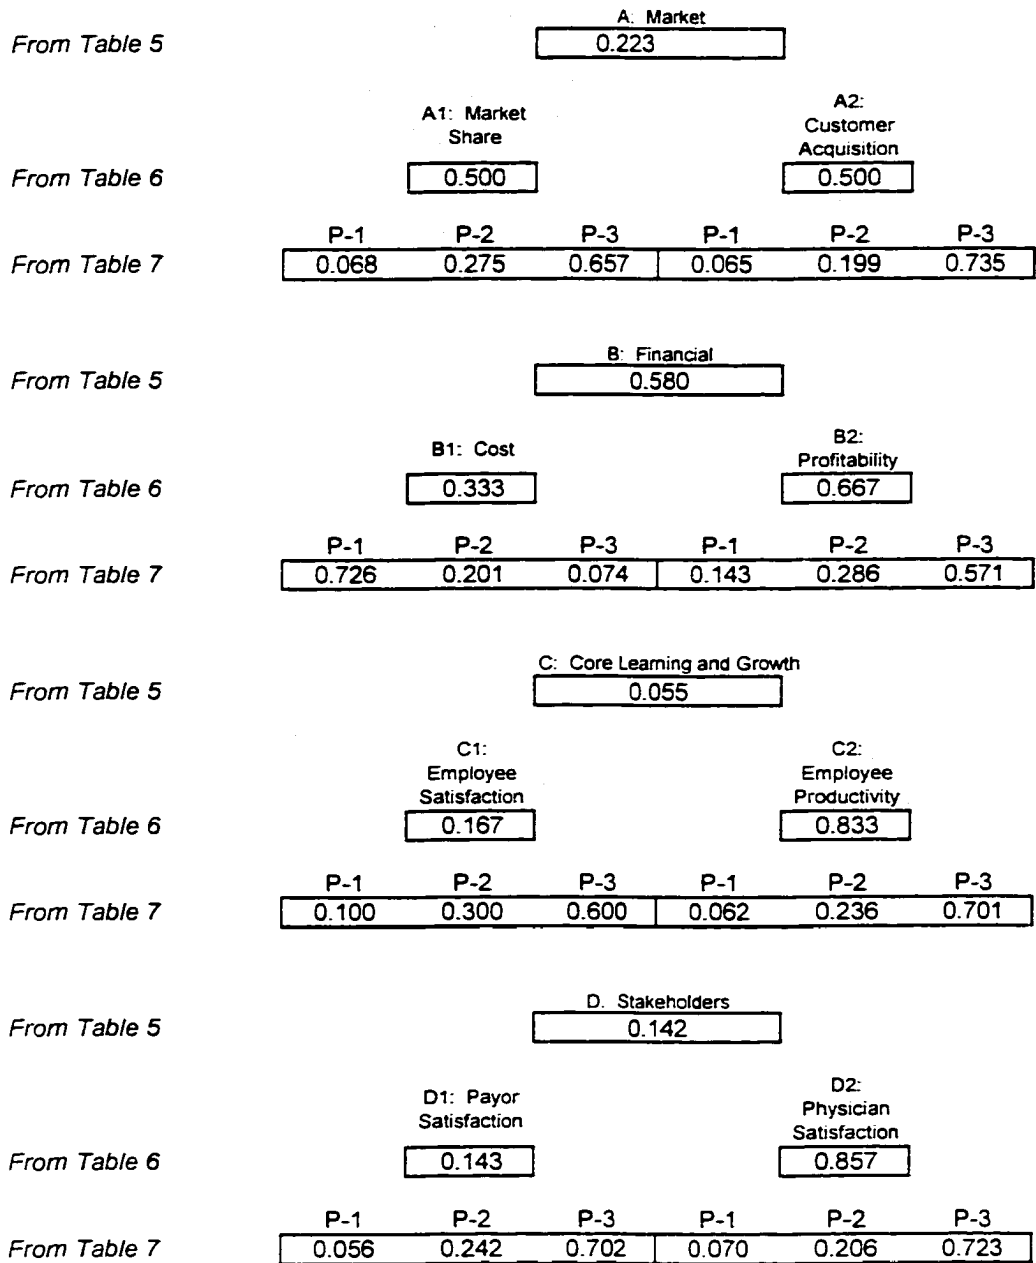 A: Market
From Table 5 0.223
A1: Market
Share
A2:
Customer
Acquisition
From Table 6 0.500 0.500
P-1 P-2 P-3 P-1 P-2 P-3
From Table 7 0.068 0.275 0.657 0.065 0.199 0.735
B: Financial
From Table 5 0.580
B1: Cost
B2:
Profitability
From Table 6 0.333 0.667
P-1 P-2 P-3 P-1 P-2 P-3
From Table 7 0.726 0.201 0.074 0.143 0.286 0.571
C: Core Learning and Growth
From Table 5 0.055
C1:
Employee
Satisfaction
C2:
Employee
Productivity
From Table 6 0.167 0.833
P-1 P-2 P-3 P-1 P-2 P-3
From Table 7 0.100 0.300 0.600 0.062 0.236 0.701
D. Stakeholders
From Table 5 0.142
D1: Payor
Satisfaction
D2:
Physician
Satisfaction
From Table 6 0.143 0.857
P-1 P-2 P-3 P-1 P-2 P-3
From Table 7 0.056 0.242 0.702 0.070 0.206 0.723